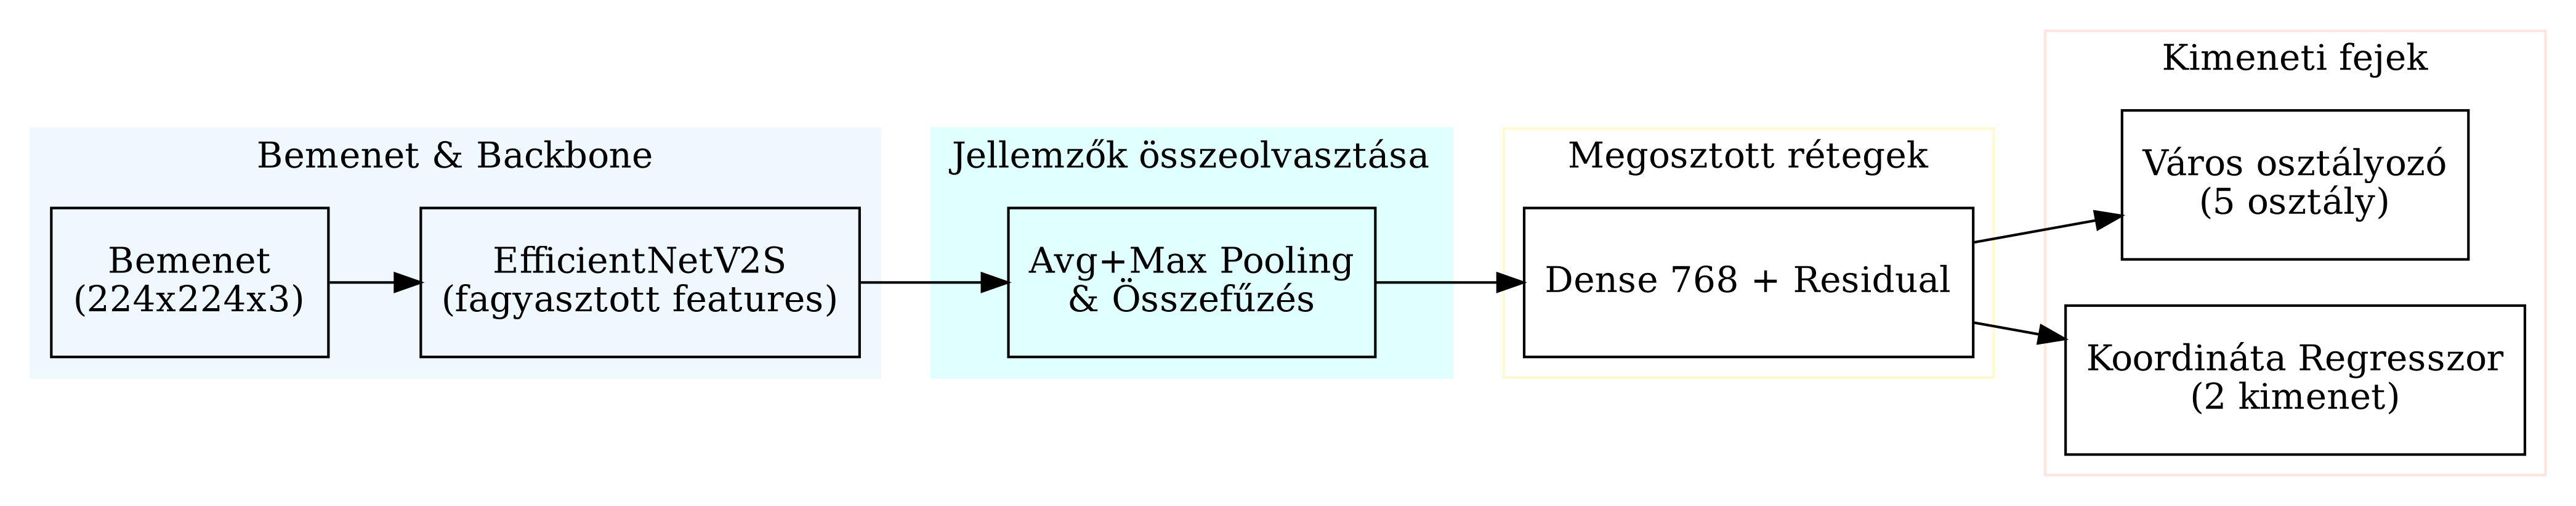 Bemenet & Backbone
Bemenet
(224x224x3)
EfficientNetV2S
(fagyasztott features)
Jellemzők összeolvasztása
Avg+Max Pooling
& Összefűzés
Megosztott rétegek
Dense 768 + Residual
Kimeneti fejek
Város osztályozó
(5 osztály)
Koordináta Regresszor
(2 kimenet)